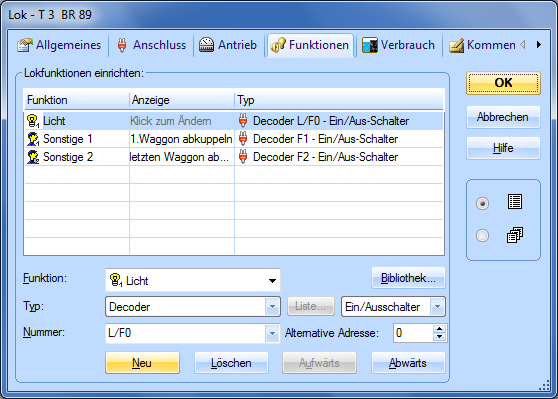 Lok - T 3 BR 89
Allgemeines Anschluss Antrieb Funktionen Verbrauch Kommen
Lokfunktionen einrichten:
Funktion Anzeige Typ
Licht Klick zum Ändern Decoder L/F0 - Ein/Aus-Schalter
Sonstige 1 1.Waggon abkuppeln Decoder F1 - Ein/Aus-Schalter
Sonstige 2 letzten Waggon ab... Decoder F2 - Ein/Aus-Schalter
OK
Abbrechen
Hilfe
Funktion: Licht Bibliothek...
Typ: Decoder Liste... Ein/Ausschalter
Nummer: L/F0 Alternative Adresse: 0
Neu Löschen Aufwärts Abwärts